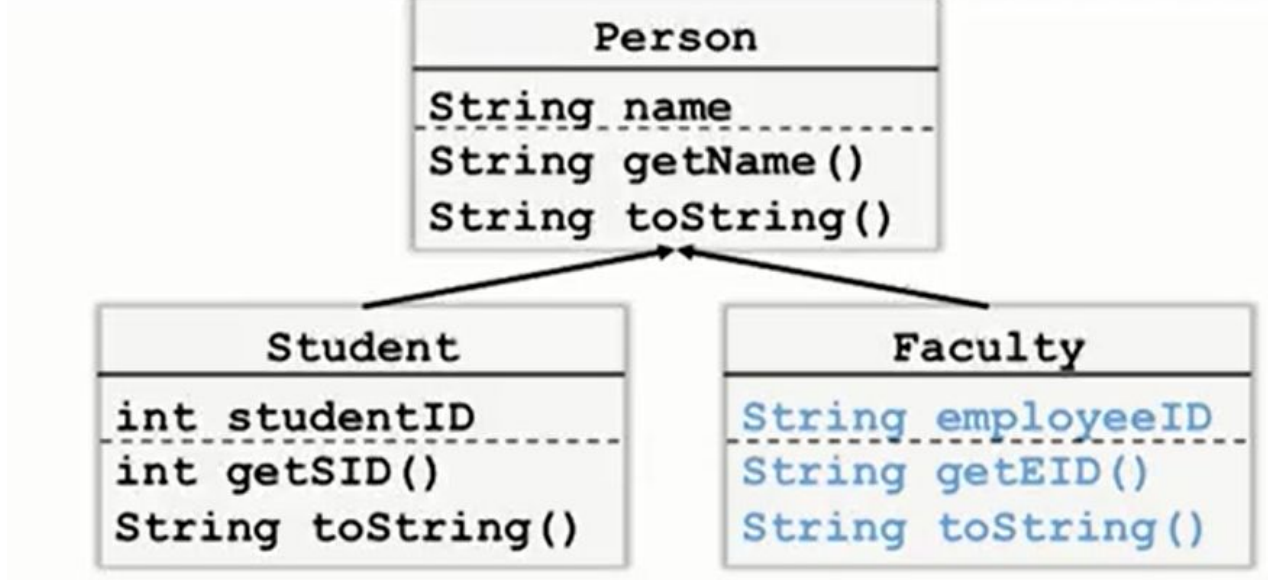 Person
String name
String getName()
String toString()
Student
int studentID
int getSID()
String toString()
Faculty
String employeeID
String getEID()
String toString()